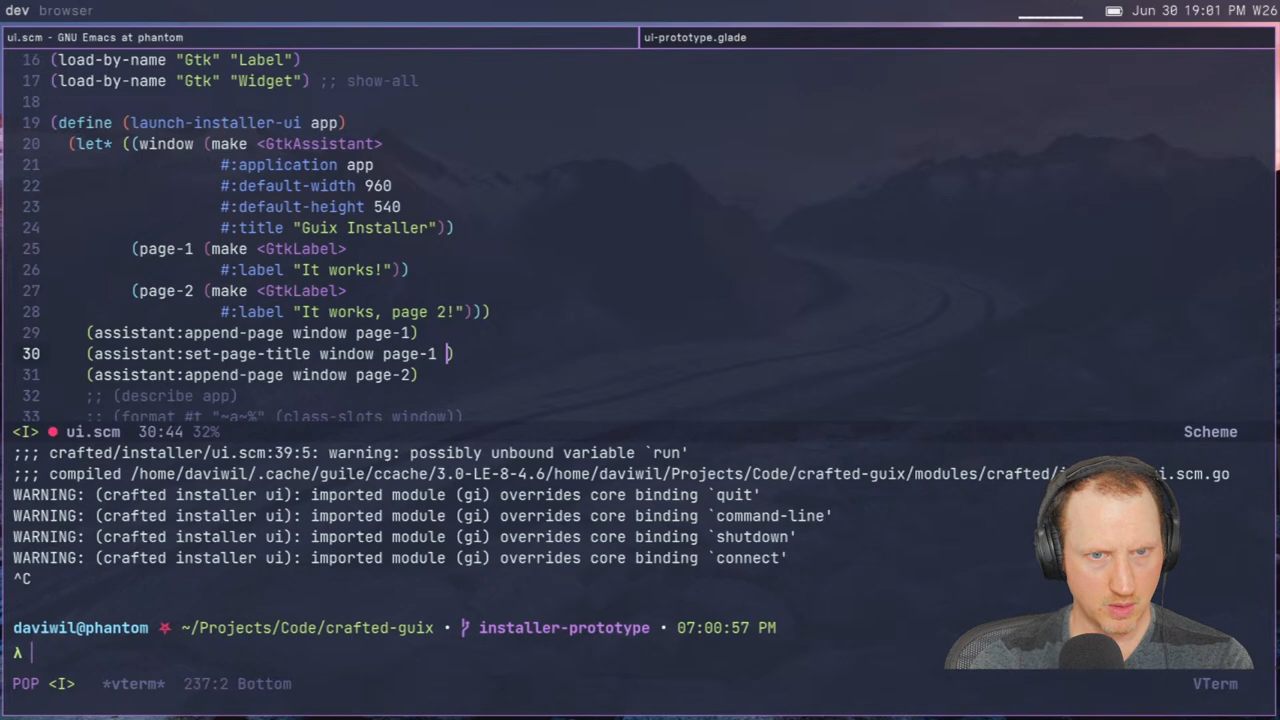 dev browser
Jun 30 19:01 PM W26
ui.scm - GNU Emacs at phantom
ui-prototype.glade
16 (load-by-name "Gtk" "Label")
17 (load-by-name "Gtk" "Widget") ;; show-all
18
19 (define (launch-installer-ui app)
20 (let* ((window (make <GtkAssistant>
21 #:application app
22 #:default-width 960
23 #:default-height 540
24 #:title "Guix Installer"))
25 (page-1 (make <GtkLabel>
26 #:label "It works!"))
27 (page-2 (make <GtkLabel>
28 #:label "It works, page 2!")))
29 (assistant:append-page window page-1)
30 (assistant:set-page-title window page-1 )
31 (assistant:append-page window page-2)
32 ;; (describe app)
33 ;; (format #t "~a~%" (class-slots window))
<I> ui.scm 30:44 32% Scheme
;;; crafted/installer/ui.scm:39:5: warning: possibly unbound variable `run'
;;; compiled /home/daviwil/.cache/guile/ccache/3.0-LE-8-4.6/home/daviwil/Projects/Code/crafted-guix/modules/crafted/i ui.scm.go
WARNING: (crafted installer ui): imported module (gi) overrides core binding `quit'
WARNING: (crafted installer ui): imported module (gi) overrides core binding `command-line'
WARNING: (crafted installer ui): imported module (gi) overrides core binding `shutdown'
WARNING: (crafted installer ui): imported module (gi) overrides core binding `connect'
^C
daviwil@phantom ~/Projects/Code/crafted-guix • installer-prototype • 07:00:57 PM
λ
POP <I> *vterm* 237:2 Bottom VTerm